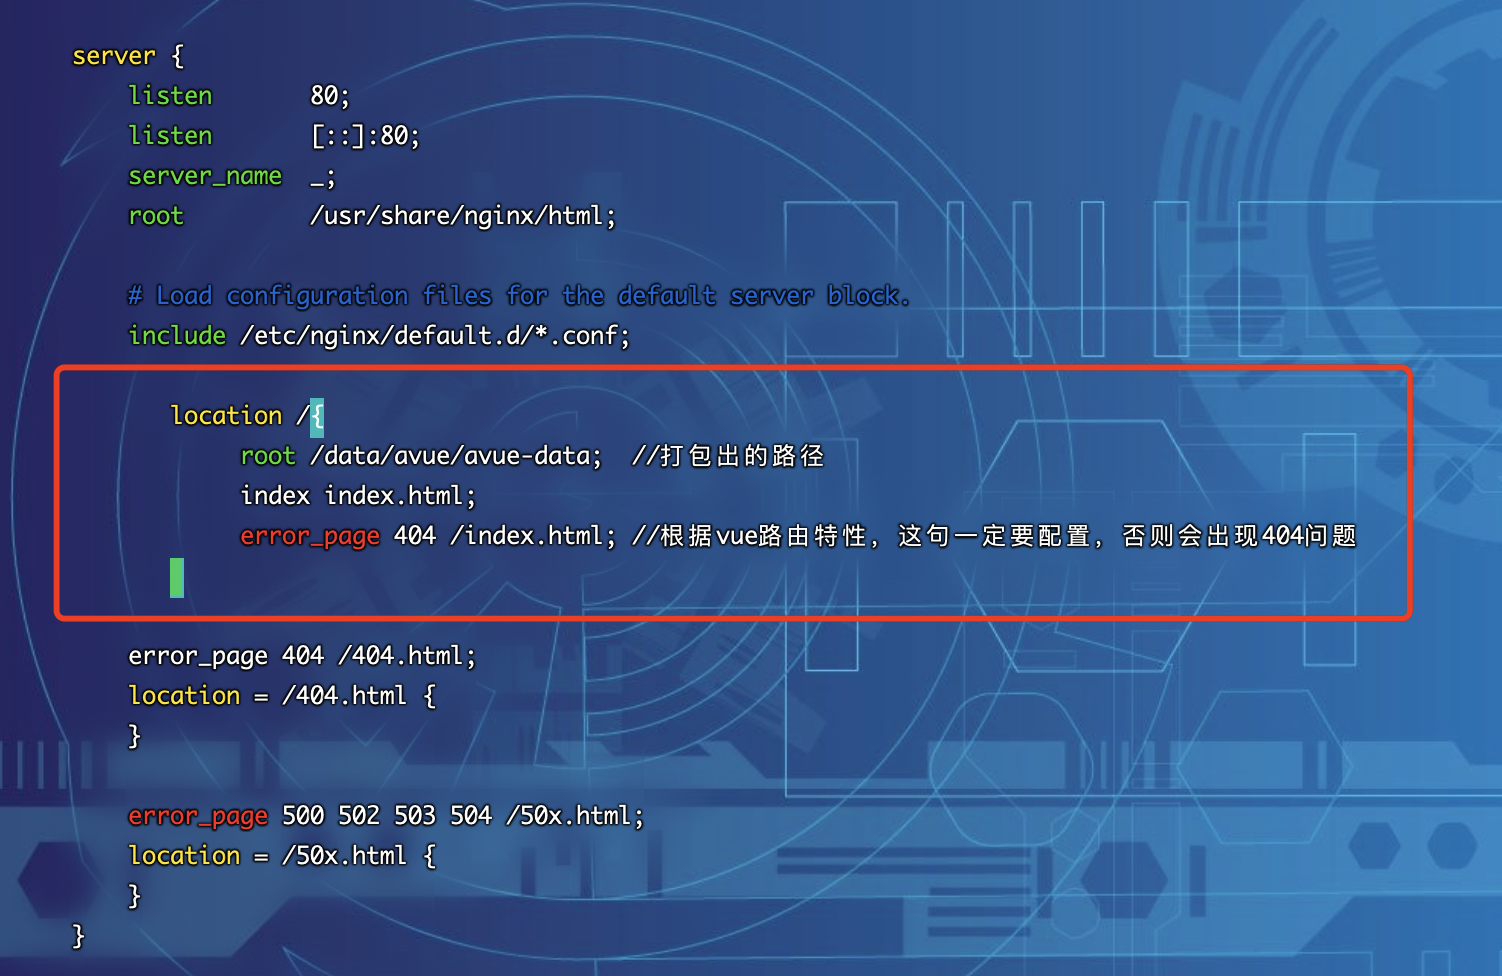 server {
listen 80;
listen [::]:80;
server_name _;
root /usr/share/nginx/html;
# Load configuration files for the default server block.
include /etc/nginx/default.d/*.conf;
location /{
root /data/avue/avue-data; //打包出的路径
index index.html;
error_page 404 /index.html; //根据vue路由特性，这句一定要配置，否则会出现404问题
error_page 404 /404.html;
location = /404.html {
}
error_page 500 502 503 504 /50x.html;
location = /50x.html {
}
}